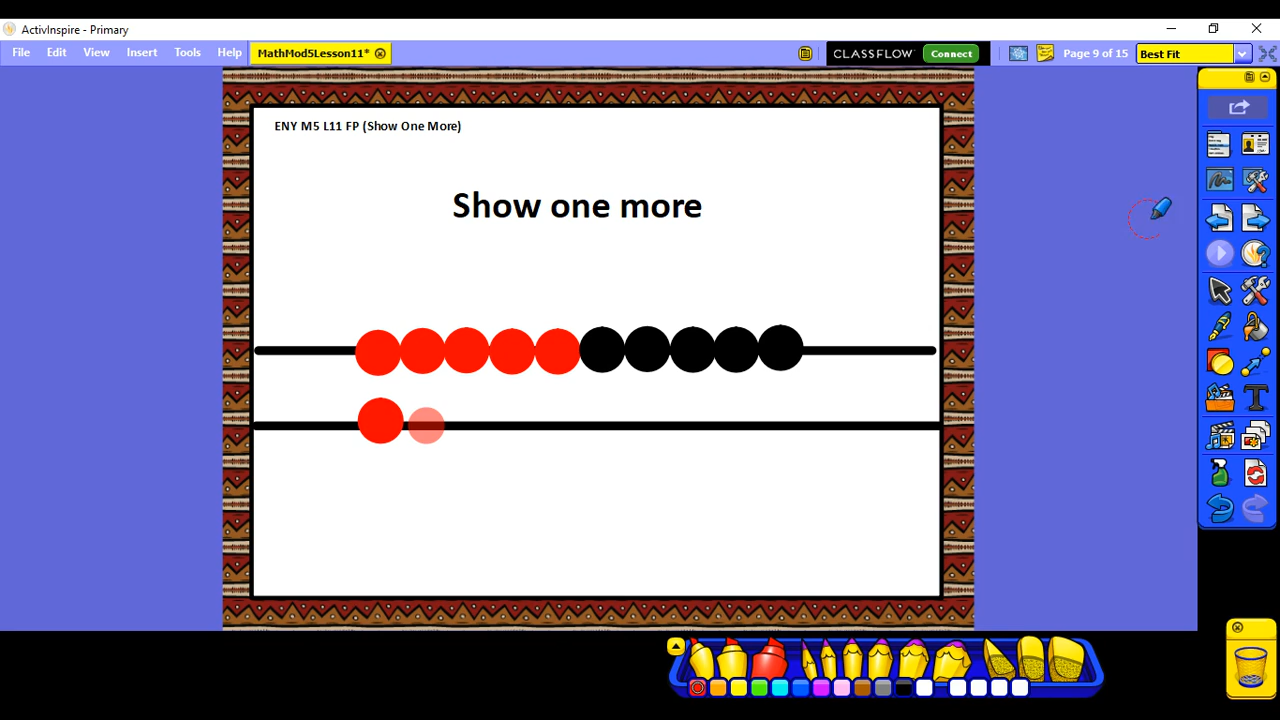 ActivInspire - Primary
File Edit View Insert Tools Help MathMod5Lesson11* CLASSFLOW Connect Page 9 of 15 Best Fit
ENY M5 L11 FP (Show One More)
Show one more